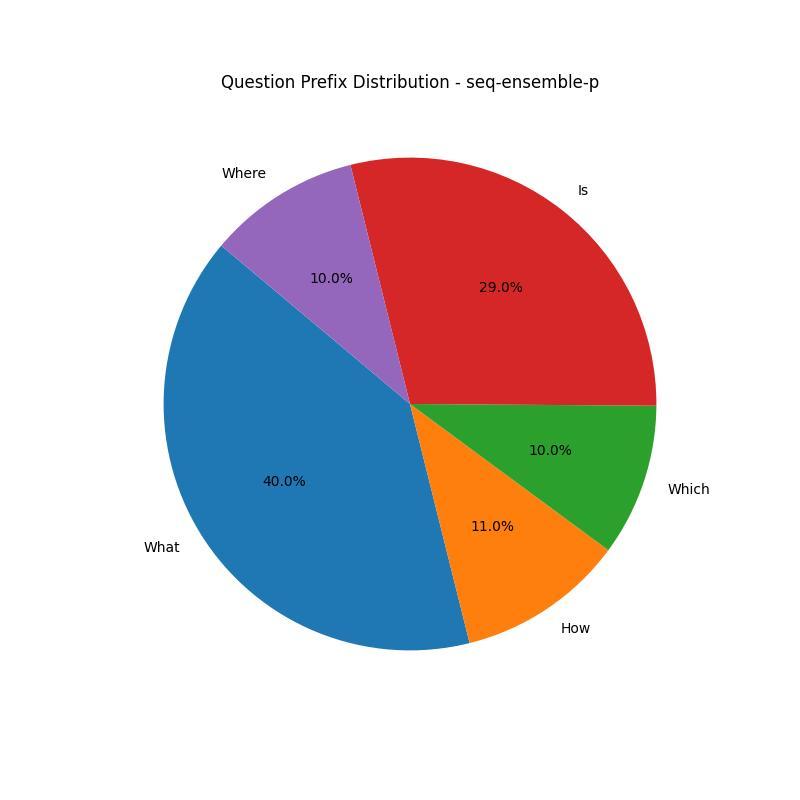 Question Prefix Distribution - seq-ensemble-p
Where
Is
10.0%
29.0%
40.0%
10.0%
Which
11.0%
What
How